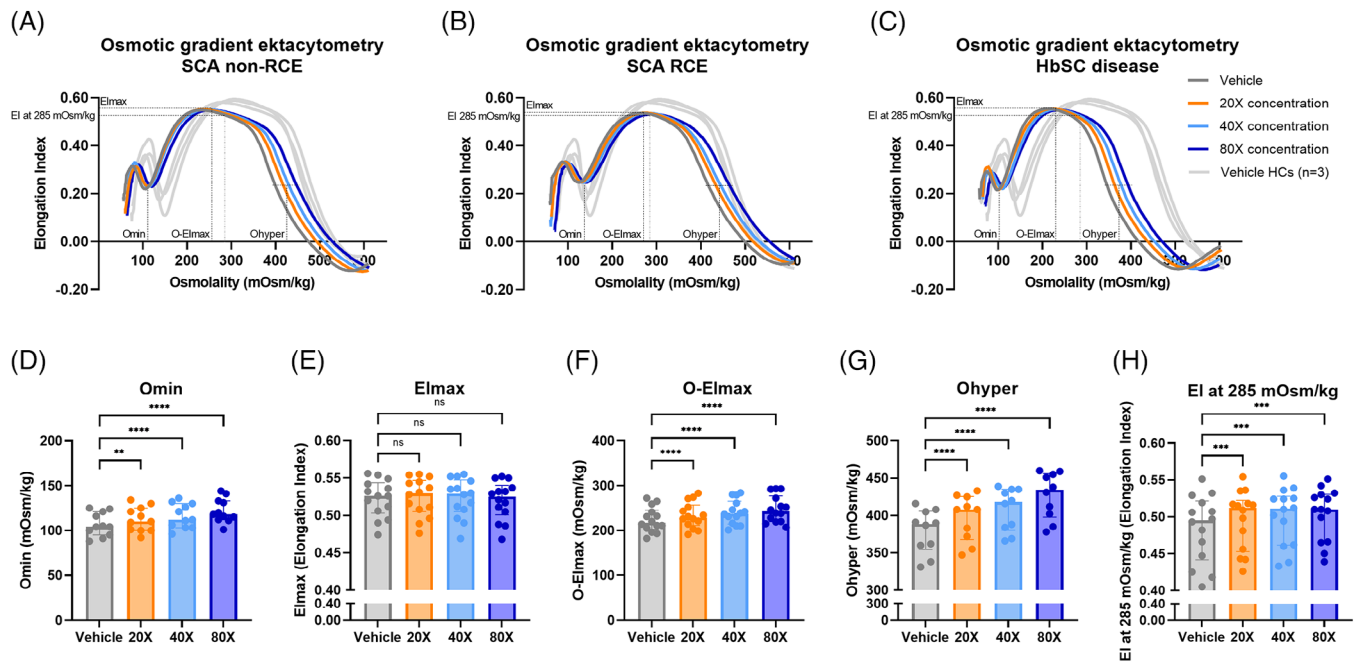 (A)
Osmotic gradient ektacytometry
SCA non-RCE
0.60
0.40
0.20
0.00
-0.20
Elongation Index
EImax
EI at 285 mOsm/kg
Omin
O-EImax
Ohyper
100
200
300
400
500
600
Osmolality (mOsm/kg)
(B)
Osmotic gradient ektacytometry
SCA RCE
0.60
0.40
0.20
0.00
-0.20
Elongation Index
EImax
EI at 285 mOsm/kg
Omin
O-EImax
Ohyper
100
200
300
400
500
600
Osmolality (mOsm/kg)
(C)
Osmotic gradient ektacytometry
HbSC disease
0.60
0.40
0.20
0.00
-0.20
Elongation Index
EImax
EI at 285 mOsm/kg
Omin
O-EImax
Ohyper
100
200
300
400
500
600
Osmolality (mOsm/kg)
Vehicle
20X concentration
40X concentration
80X concentration
Vehicle HCs (n=3)
(D)
Omin
****
****
**
200
150
100
50
0
Omin (mOsm/kg)
Vehicle 20X 40X 80X
(E)
EImax
ns
ns
ns
0.60
0.55
0.50
0.45
0.40
0.40
0.00
EImax (Elongation Index)
Vehicle 20X 40X 80X
(F)
O-EImax
****
****
****
400
300
200
100
0
O-EImax (mOsm/kg)
Vehicle 20X 40X 80X
(G)
Ohyper
****
****
****
500
450
400
350
300
300
0
Ohyper (mOsm/kg)
Vehicle 20X 40X 80X
(H)
EI at 285 mOsm/kg
***
***
***
0.60
0.55
0.50
0.45
0.40
0.40
0.00
EI at 285 mOsm/kg (Elongation Index)
Vehicle 20X 40X 80X